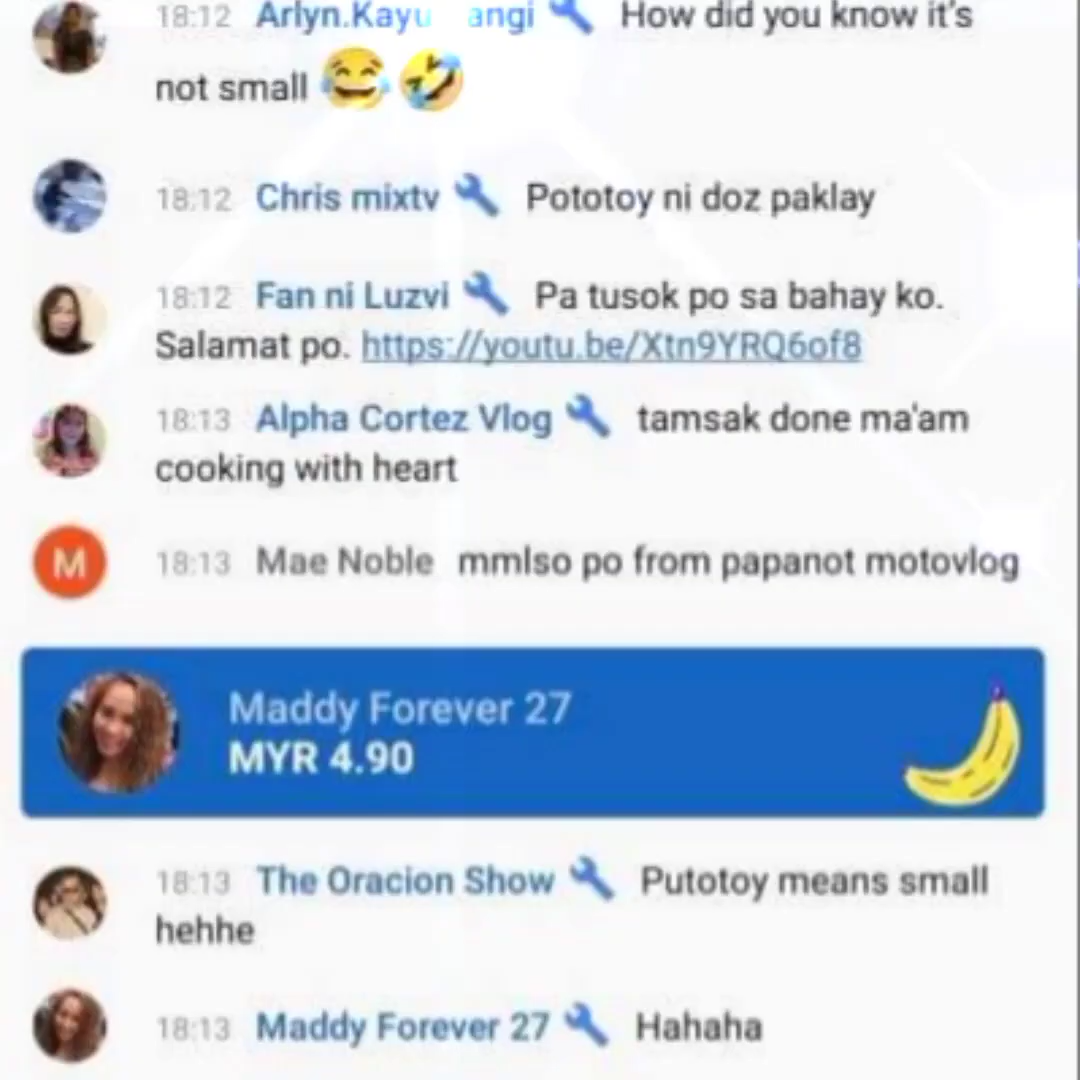 18:12 Arlyn.Kayu angi How did you know it's
not small 😂 🤣
18:12 Chris mixtv Pototoy ni doz paklay
18:12 Fan ni Luzvi Pa tusok po sa bahay ko.
Salamat po. https://youtu.be/Xtn9YRQ6of8
18:13 Alpha Cortez Vlog tamsak done ma'am
cooking with heart
M
18:13 Mae Noble mmlso po from papanot motovlog
Maddy Forever 27
MYR 4.90
18:13 The Oracion Show Putotoy means small
hehhe
18:13 Maddy Forever 27 Hahaha